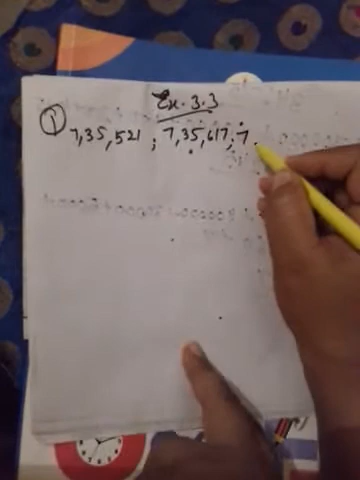 Ex. 3.3
① 7,35,521 ; 7,35,617 ; 7